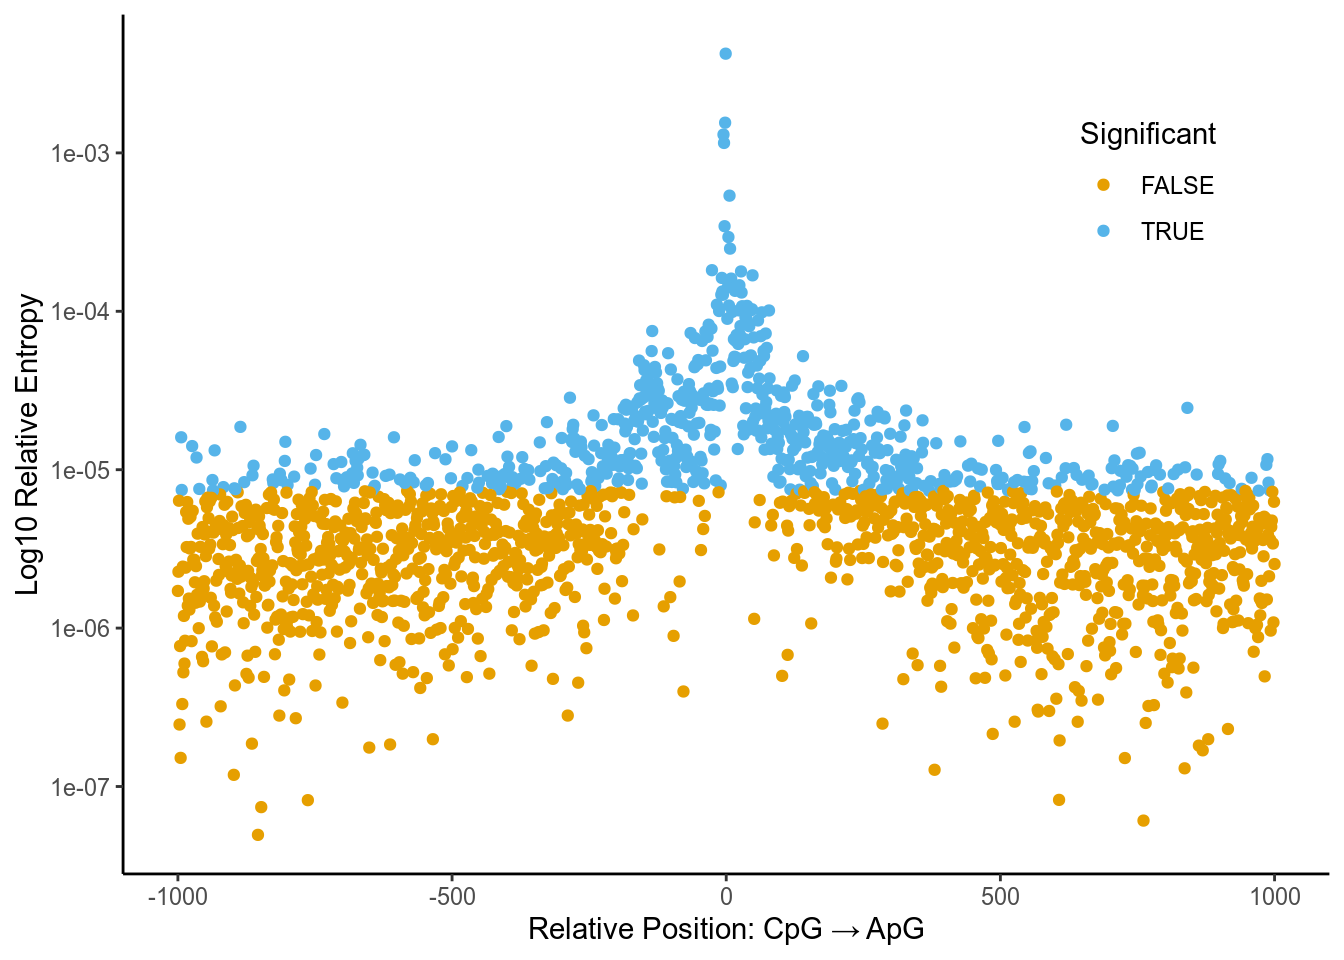 Log10 Relative Entropy
1e-03
1e-04
1e-05
1e-06
1e-07
Significant
FALSE
TRUE
-1000
-500
0
500
1000
Relative Position: CpG → ApG